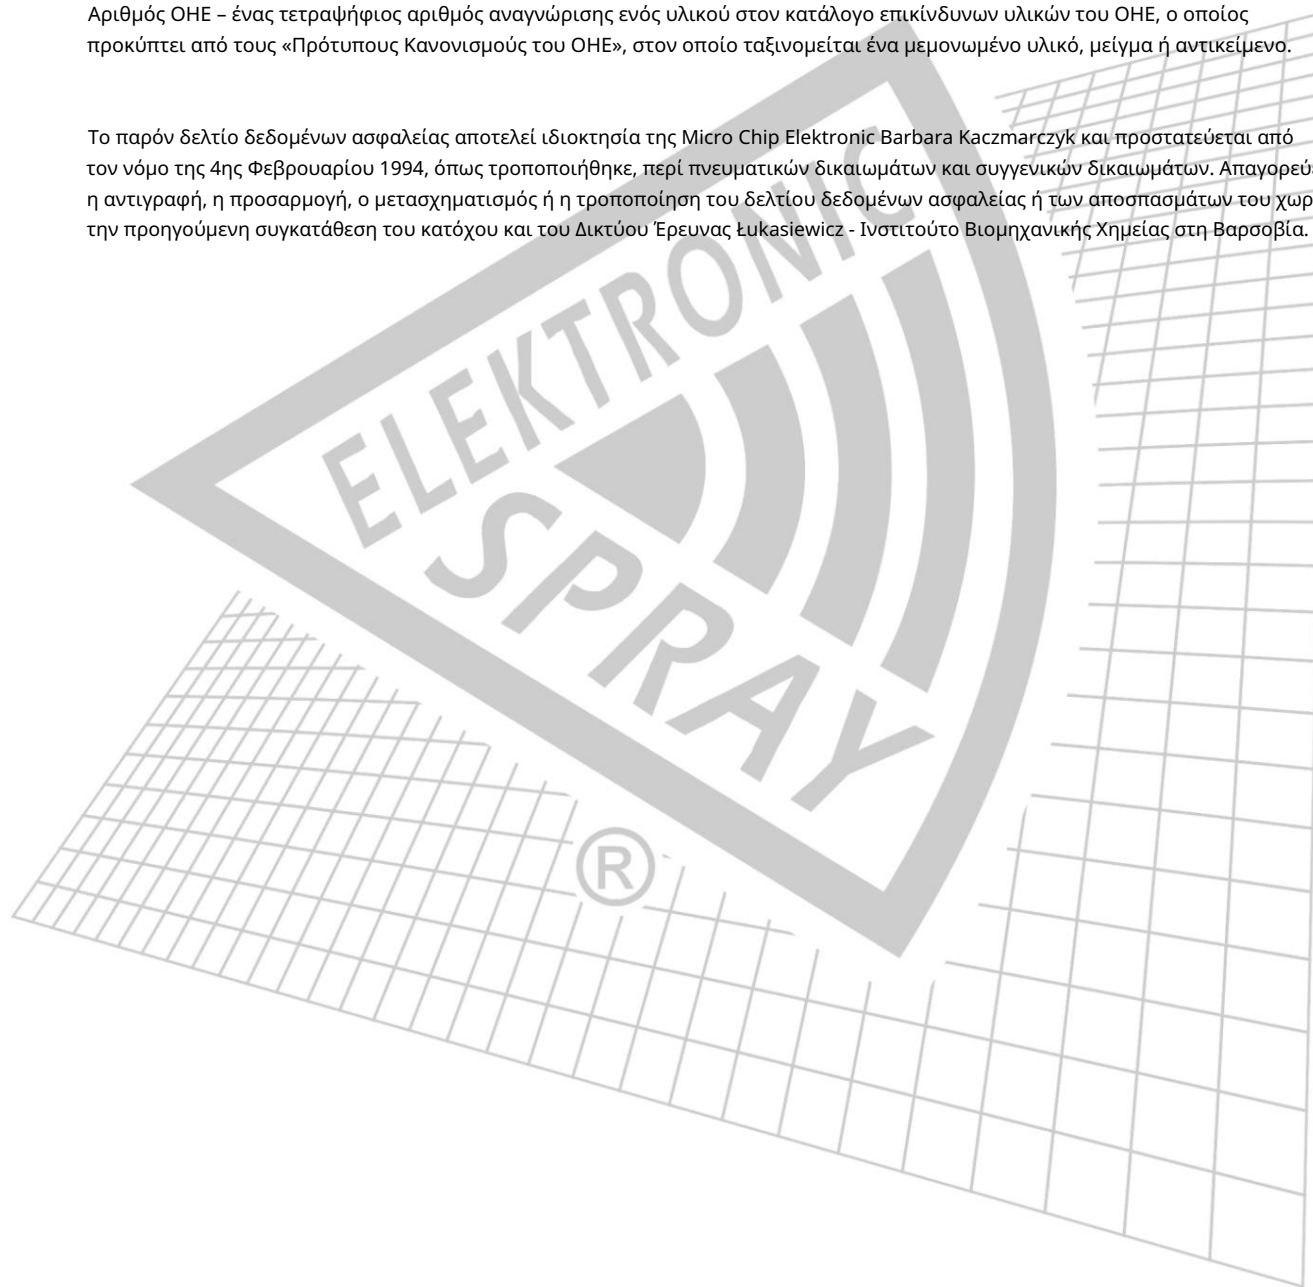 Αριθμός ΟΗΕ – ένας τετραψήφιος αριθμός αναγνώρισης ενός υλικού στον κατάλογο επικίνδυνων υλικών του ΟΗΕ, ο οποίος
προκύπτει από τους «Πρότυπους Κανονισμούς του ΟΗΕ», στον οποίο ταξινομείται ένα μεμονωμένο υλικό, μείγμα ή αντικείμενο.
Το παρόν δελτίο δεδομένων ασφαλείας αποτελεί ιδιοκτησία της Micro Chip Elektronic Barbara Kaczmarczyk και προστατεύεται από
τον νόμο της 4ης Φεβρουαρίου 1994, όπως τροποποιήθηκε, περί πνευματικών δικαιωμάτων και συγγενικών δικαιωμάτων. Απαγορεύ
η αντιγραφή, η προσαρμογή, ο μετασχηματισμός ή η τροποποίηση του δελτίου δεδομένων ασφαλείας ή των αποσπασμάτων του χωρ
την προηγούμενη συγκατάθεση του κατόχου και του Δικτύου Έρευνας Łukasiewicz - Ινστιτούτο Βιομηχανικής Χημείας στη Βαρσοβία.
ELEKTRONIC
SPRAY
®